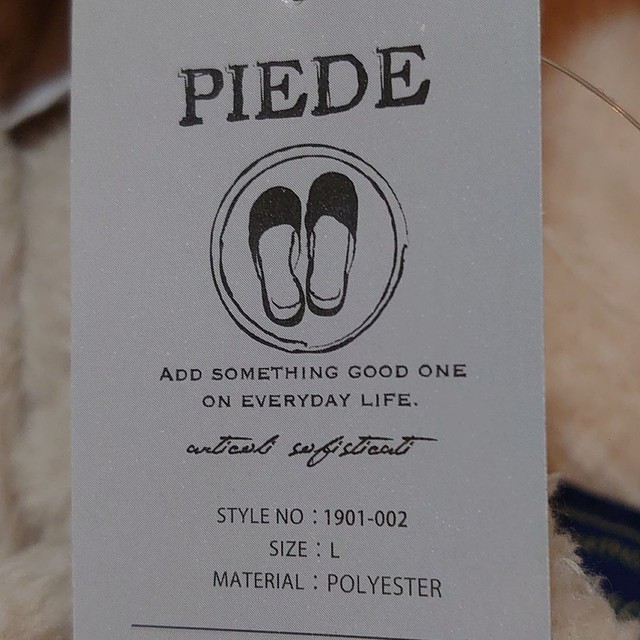 PIEDE
ADD SOMETHING GOOD ONE
ON EVERYDAY LIFE.
articoli sofisticati
STYLE NO : 1901-002
SIZE : L
MATERIAL : POLYESTER